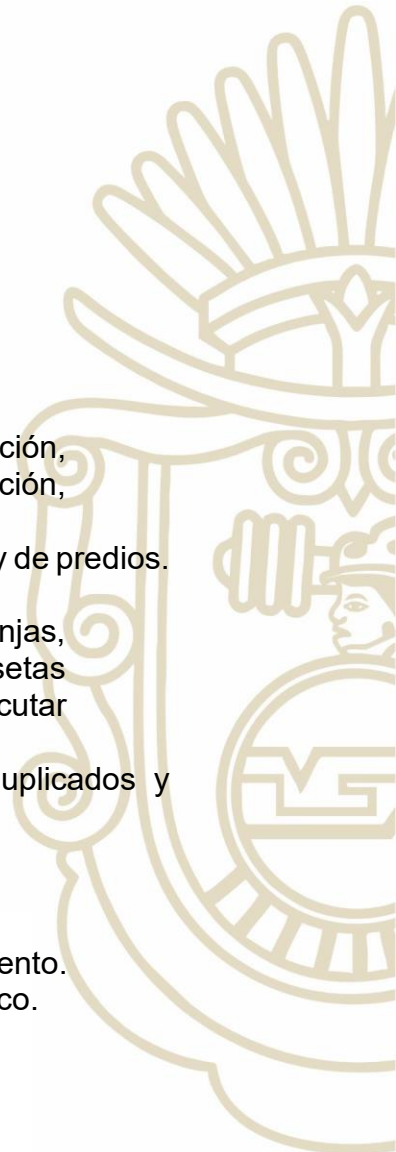 ción,
ción,
y de predios.
njas,
setas
cutar
uplicados y
ento.
co.